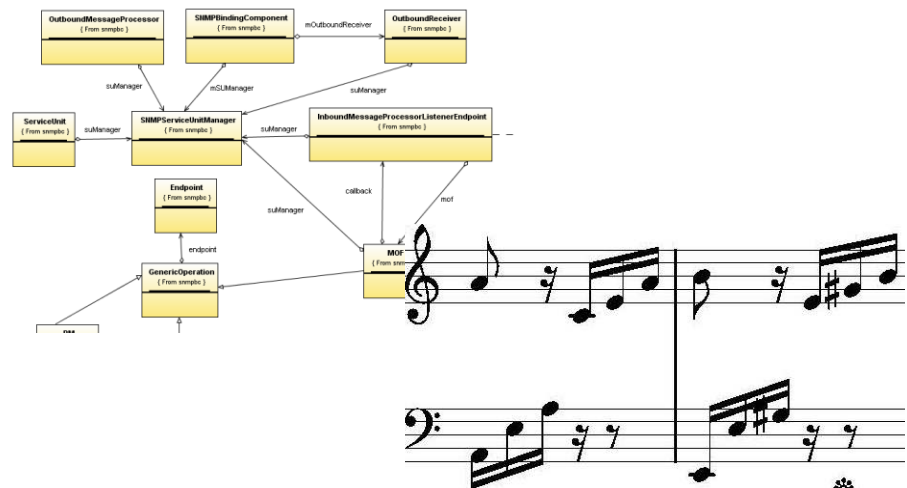 OutboundMessageProcessor
{ From snmpbc }
SNMPBindingComponent
{ From snmpbc }
mOutboundReceiver
OutboundReceiver
{ From snmpbc }
suManager
mSUManager
suManager
ServiceUnit
{ From snmpbc }
suManager
SNMPServiceUnitManager
{ From snmpbc }
suManager
InboundMessageProcessorListenerEndpoint
{ From snmpbc }
Endpoint
{ From snmpbc }
suManager
callback
mof
endpoint
GenericOperation
{ From snmpbc }
MOF
{ From snm